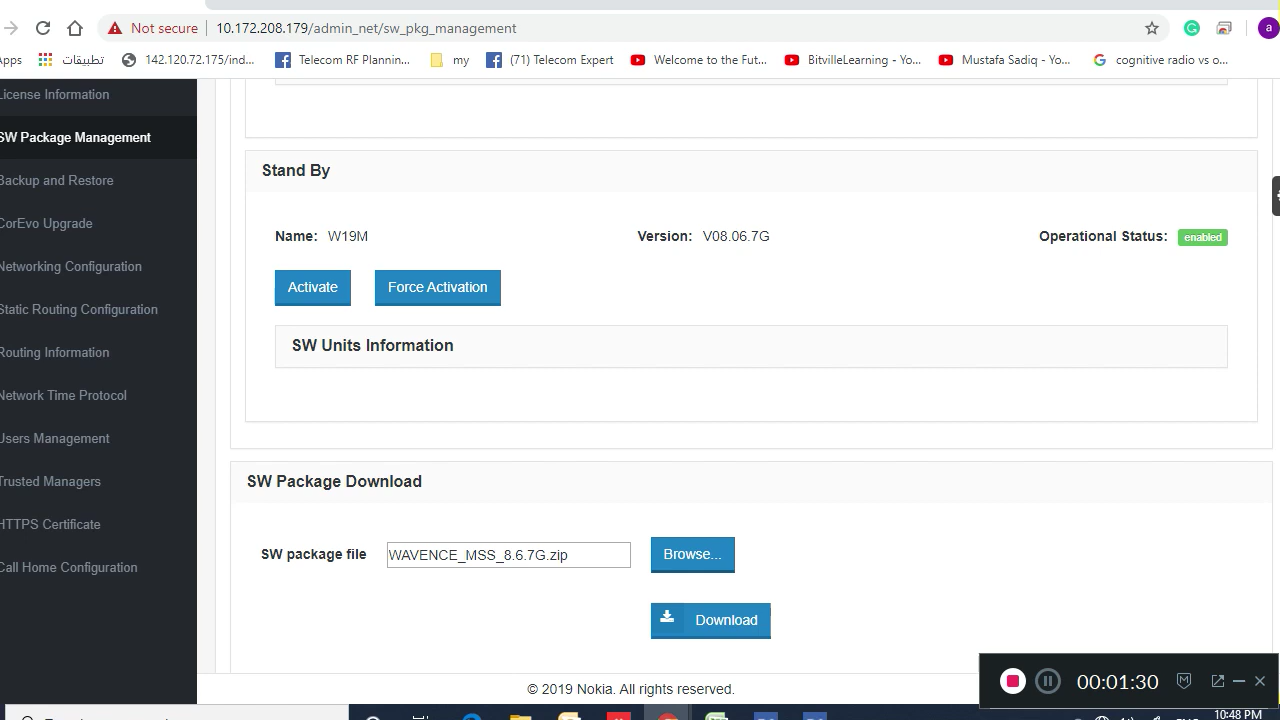 Not secure
10.172.208.179/admin_net/sw_pkg_management
a
Apps
تطبيقات
142.120.72.175/ind...
Telecom RF Plannin...
my
(71) Telecom Expert
Welcome to the Fut...
BitvilleLearning - Yo...
Mustafa Sadiq - Yo...
cognitive radio vs o...
License Information
SW Package Management
Backup and Restore
CorEvo Upgrade
Networking Configuration
Static Routing Configuration
Routing Information
Network Time Protocol
Users Management
Trusted Managers
HTTPS Certificate
Call Home Configuration
Stand By
Name: W19M
Version: V08.06.7G
Operational Status: enabled
Activate
Force Activation
SW Units Information
SW Package Download
SW package file
WAVENCE_MSS_8.6.7G.zip
Browse...
Download
© 2019 Nokia. All rights reserved.
00:01:30
10:48 PM